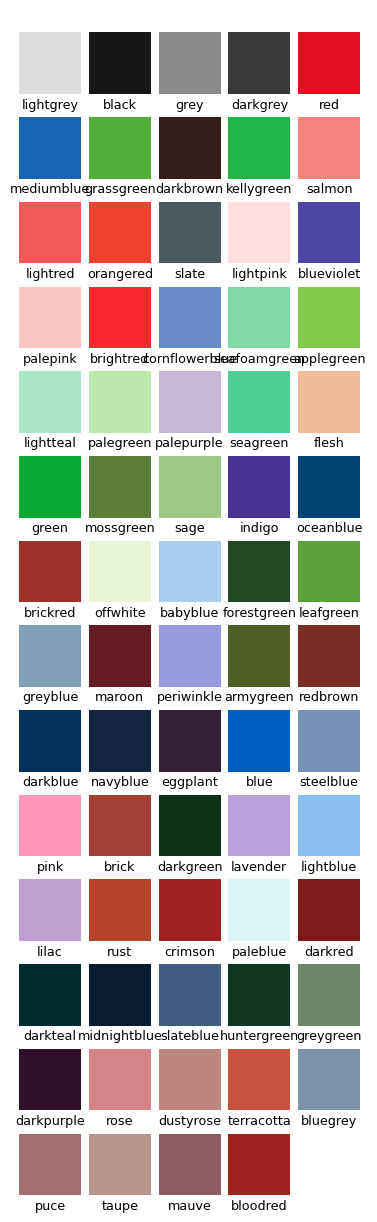 lightgrey black grey darkgrey red
mediumblue grassgreen darkbrown kellygreen salmon
lightred orangered slate lightpink blueviolet
palepink brightred cornflowerblue seafoamgreen applegreen
lightteal palegreen palepurple seagreen flesh
green mossgreen sage indigo oceanblue
brickred offwhite babyblue forestgreen leafgreen
greyblue maroon periwinkle armygreen redbrown
darkblue navyblue eggplant blue steelblue
pink brick darkgreen lavender lightblue
lilac rust crimson paleblue darkred
darkteal midnightblue slateblue huntergreen greygreen
darkpurple rose dustyrose terracotta bluegrey
puce taupe mauve bloodred